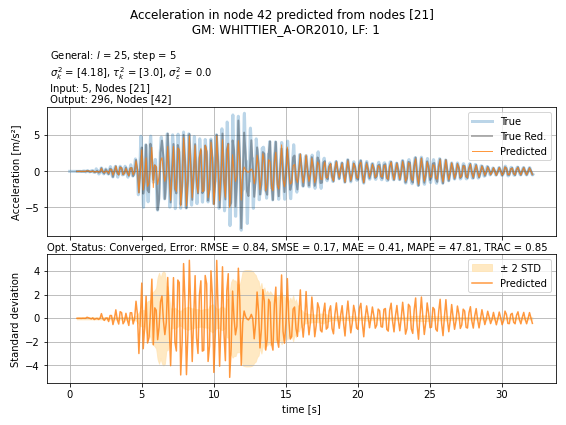 Acceleration in node 42 predicted from nodes [21]
GM: WHITTIER_A-OR2010, LF: 1
General: l = 25, step = 5
σ²ₖ = [4.18], τ²ₖ = [3.0], σ²ε = 0.0
Input: 5, Nodes [21]
Output: 296, Nodes [42]
True
True Red.
Predicted
Acceleration [m/s²]
5
0
−5
Opt. Status: Converged, Error: RMSE = 0.84, SMSE = 0.17, MAE = 0.41, MAPE = 47.81, TRAC = 0.85
± 2 STD
Predicted
Standard deviation
4
2
0
−2
−4
0 5 10 15 20 25 30
time [s]